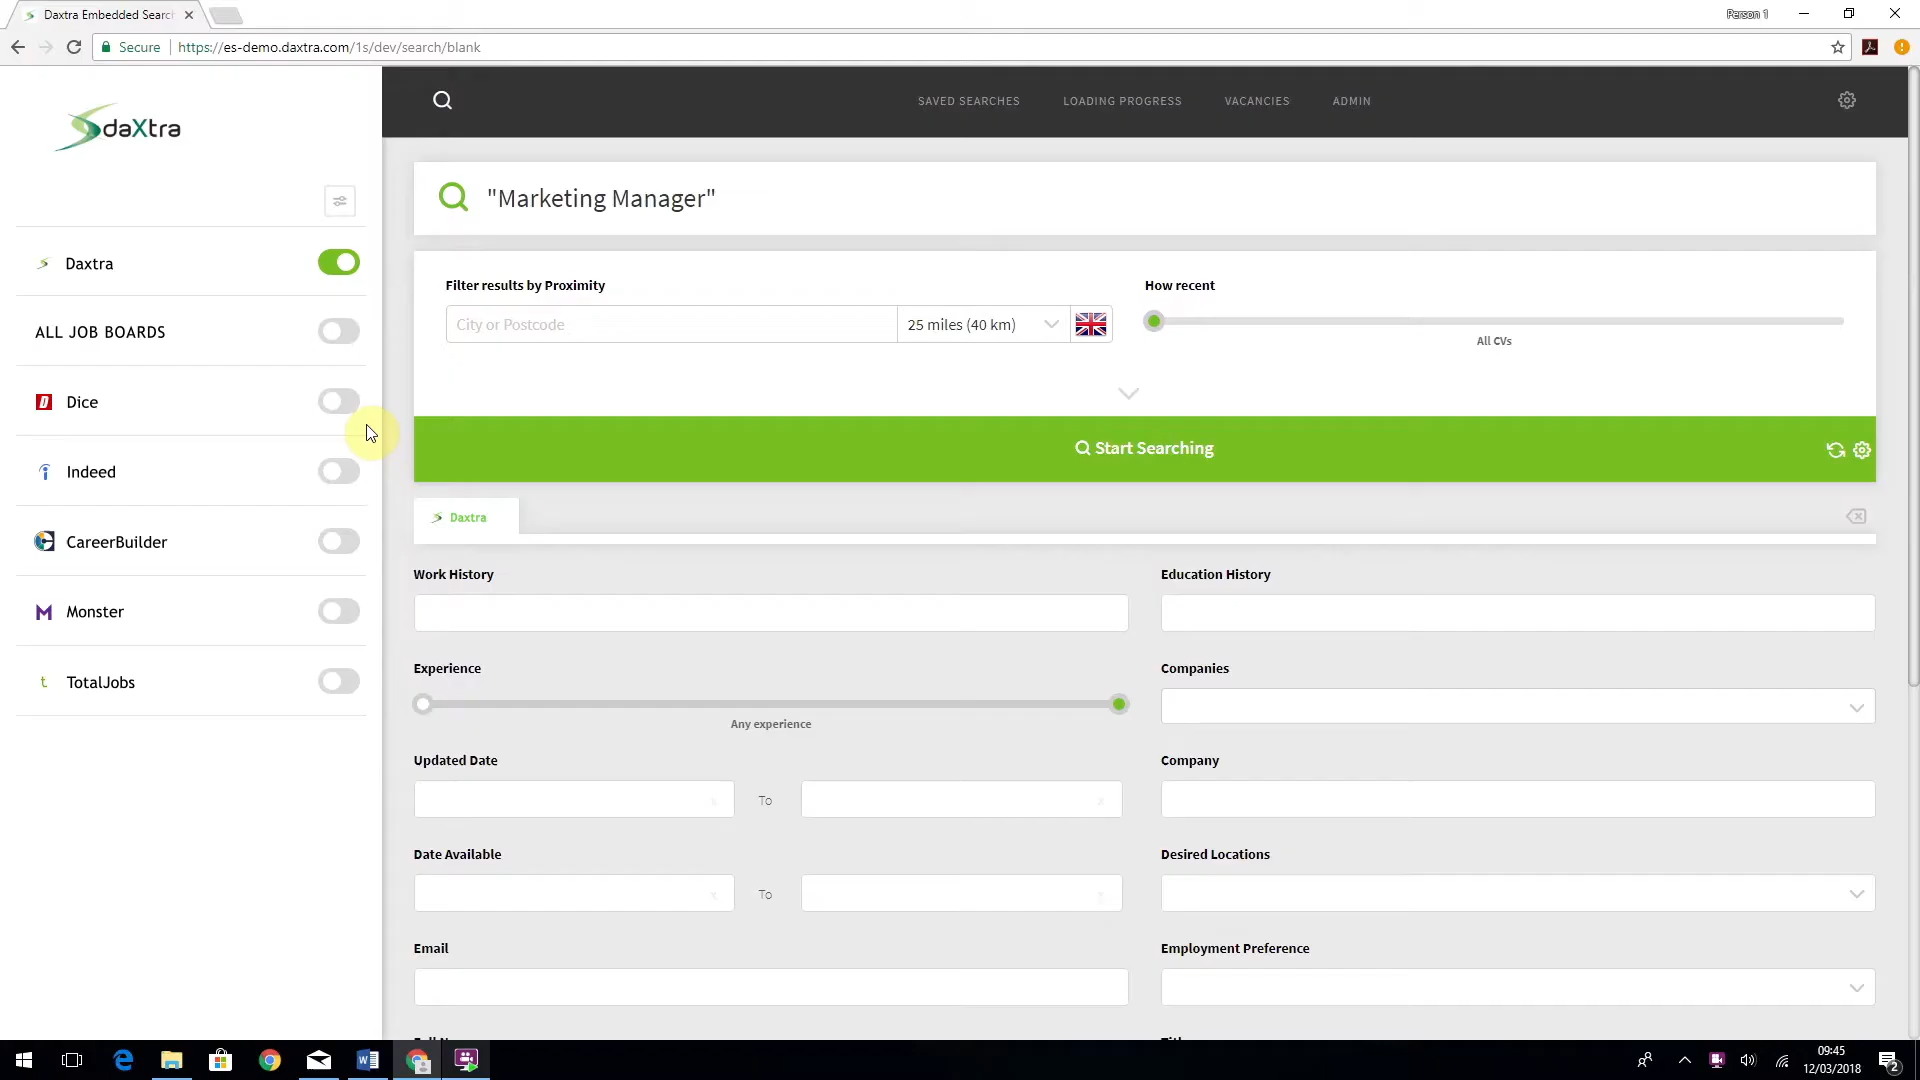 Daxtra Embedded Searc
Person 1
Secure
https://es-demo.daxtra.com/1s/dev/search/blank
daXtra
SAVED SEARCHES
LOADING PROGRESS
VACANCIES
ADMIN
"Marketing Manager"
Daxtra
ALL JOB BOARDS
Dice
Indeed
CareerBuilder
Monster
TotalJobs
Filter results by Proximity
How recent
City or Postcode
25 miles (40 km)
All CVs
Start Searching
Daxtra
Work History
Education History
Experience
Companies
Any experience
Updated Date
Company
To
Date Available
Desired Locations
To
Email
Employment Preference
09:45
12/03/2018
2